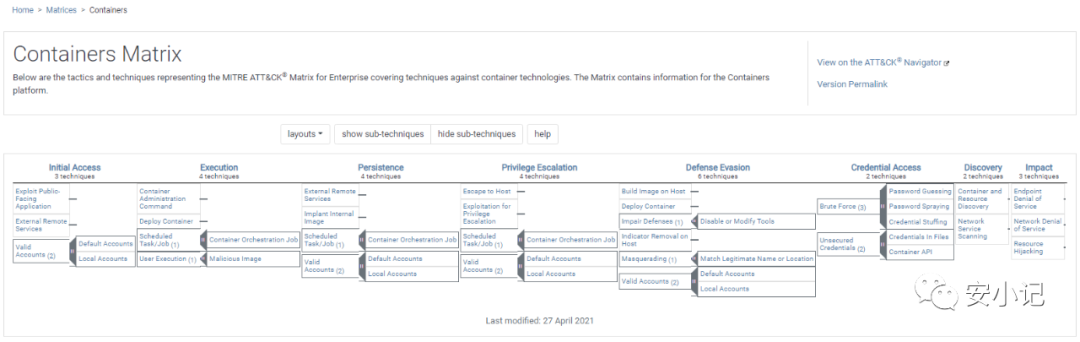 Home > Matrices > Containers
Containers Matrix
Below are the tactics and techniques representing the MITRE ATT&CK® Matrix for Enterprise covering techniques against container technologies. The Matrix contains information for the Containers
platform.
View on the ATT&CK® Navigator
Version Permalink
layouts
show sub-techniques
hide sub-techniques
help
Initial Access
3 techniques
Exploit Public-
Facing
Application
External Remote
Services
Valid
Accounts (2)
Default Accounts
Local Accounts
Execution
4 techniques
Container
Administration
Command
Deploy Container
Scheduled
Task/Job (1)
Container Orchestration Job
User Execution (1)
Malicious Image
Persistence
4 techniques
External Remote
Services
Implant Internal
Image
Scheduled
Task/Job (1)
Container Orchestration Job
Valid
Accounts (2)
Default Accounts
Local Accounts
Privilege Escalation
4 techniques
Escape to Host
Exploitation for
Privilege
Escalation
Scheduled
Task/Job (1)
Container Orchestration Job
Valid
Accounts (2)
Default Accounts
Local Accounts
Defense Evasion
6 techniques
Build Image on Host
Deploy Container
Impair Defenses (1)
Disable or Modify Tools
Indicator Removal on
Host
Masquerading (1)
Match Legitimate Name or Location
Valid Accounts (2)
Default Accounts
Local Accounts
Credential Access
2 techniques
Brute Force (3)
Password Guessing
Password Spraying
Credential Stuffing
Unsecured
Credentials (2)
Credentials In Files
Container API
Discovery
2 techniques
Container and
Resource
Discovery
Network
Service
Scanning
Impact
3 techniques
Endpoint
Denial of
Service
Network Denial
of Service
Resource
Hijacking
安小记
Last modified: 27 April 2021